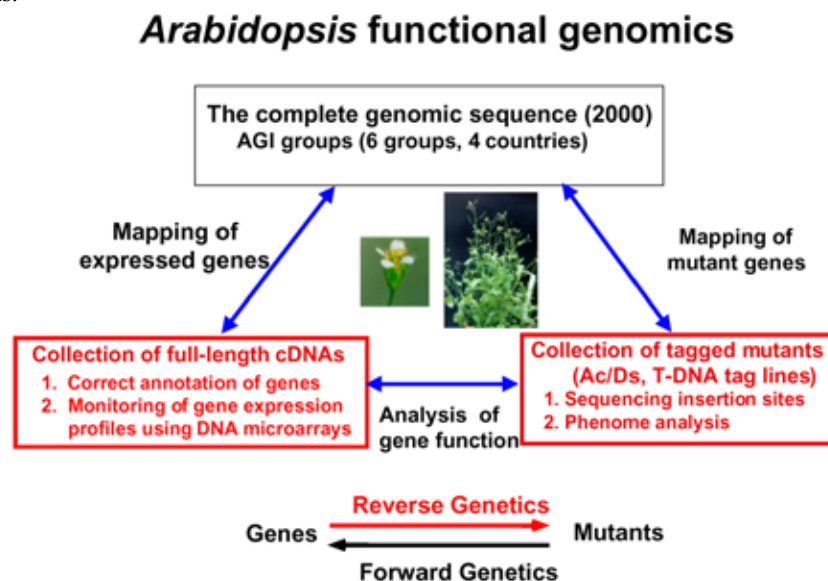 Arabidopsis functional genomics
The complete genomic sequence (2000)
AGI groups (6 groups, 4 countries)
Mapping of
expressed genes
Mapping of
mutant genes
Collection of full-length cDNAs
1. Correct annotation of genes
2. Monitoring of gene expression
profiles using DNA microarrays
Analysis of
gene function
Collection of tagged mutants
(Ac/Ds, T-DNA tag lines)
1. Sequencing insertion sites
2. Phenome analysis
Reverse Genetics
Genes
Mutants
Forward Genetics